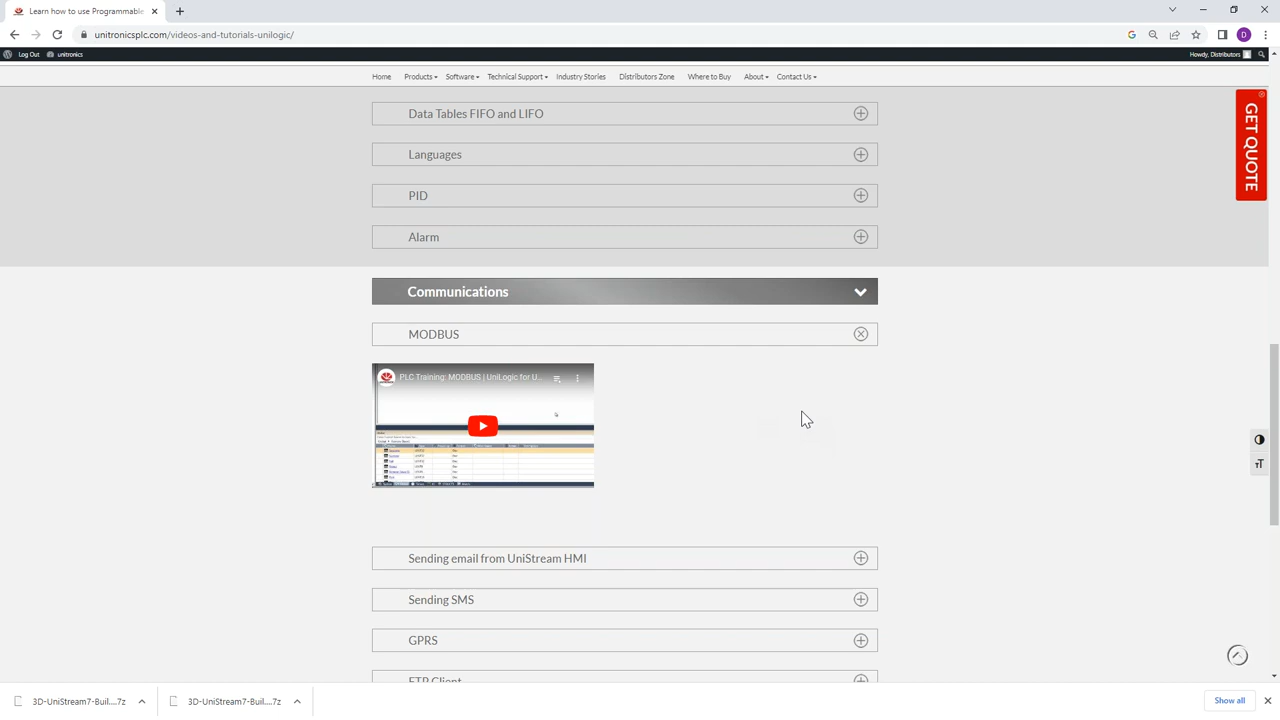 Learn how to use Programmable
unitronicsplc.com/videos-and-tutorials-unilogic/
D
Log Out
unitronics
Howdy, Distributors
Home
Products
Software
Technical Support
Industry Stories
Distributors Zone
Where to Buy
About
Contact Us
Data Tables FIFO and LIFO
GET QUOTE
Languages
PID
Alarm
Communications
MODBUS
PLC Training: MODBUS | UniLogic for U...
Sending email from UniStream HMI
Sending SMS
GPRS
FTP Client
3D-UniStream7-Buil....7z
3D-UniStream7-Buil....7z
Show all